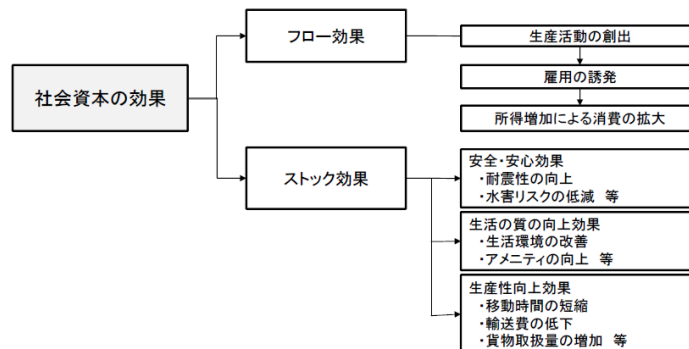 社会資本の効果
フロー効果
生産活動の創出
雇用の誘発
所得増加による消費の拡大
ストック効果
安全・安心効果
・耐震性の向上
・水害リスクの低減 等
生活の質の向上効果
・生活環境の改善
・アメニティの向上 等
生産性向上効果
・移動時間の短縮
・輸送費の低下
・貨物取扱量の増加 等